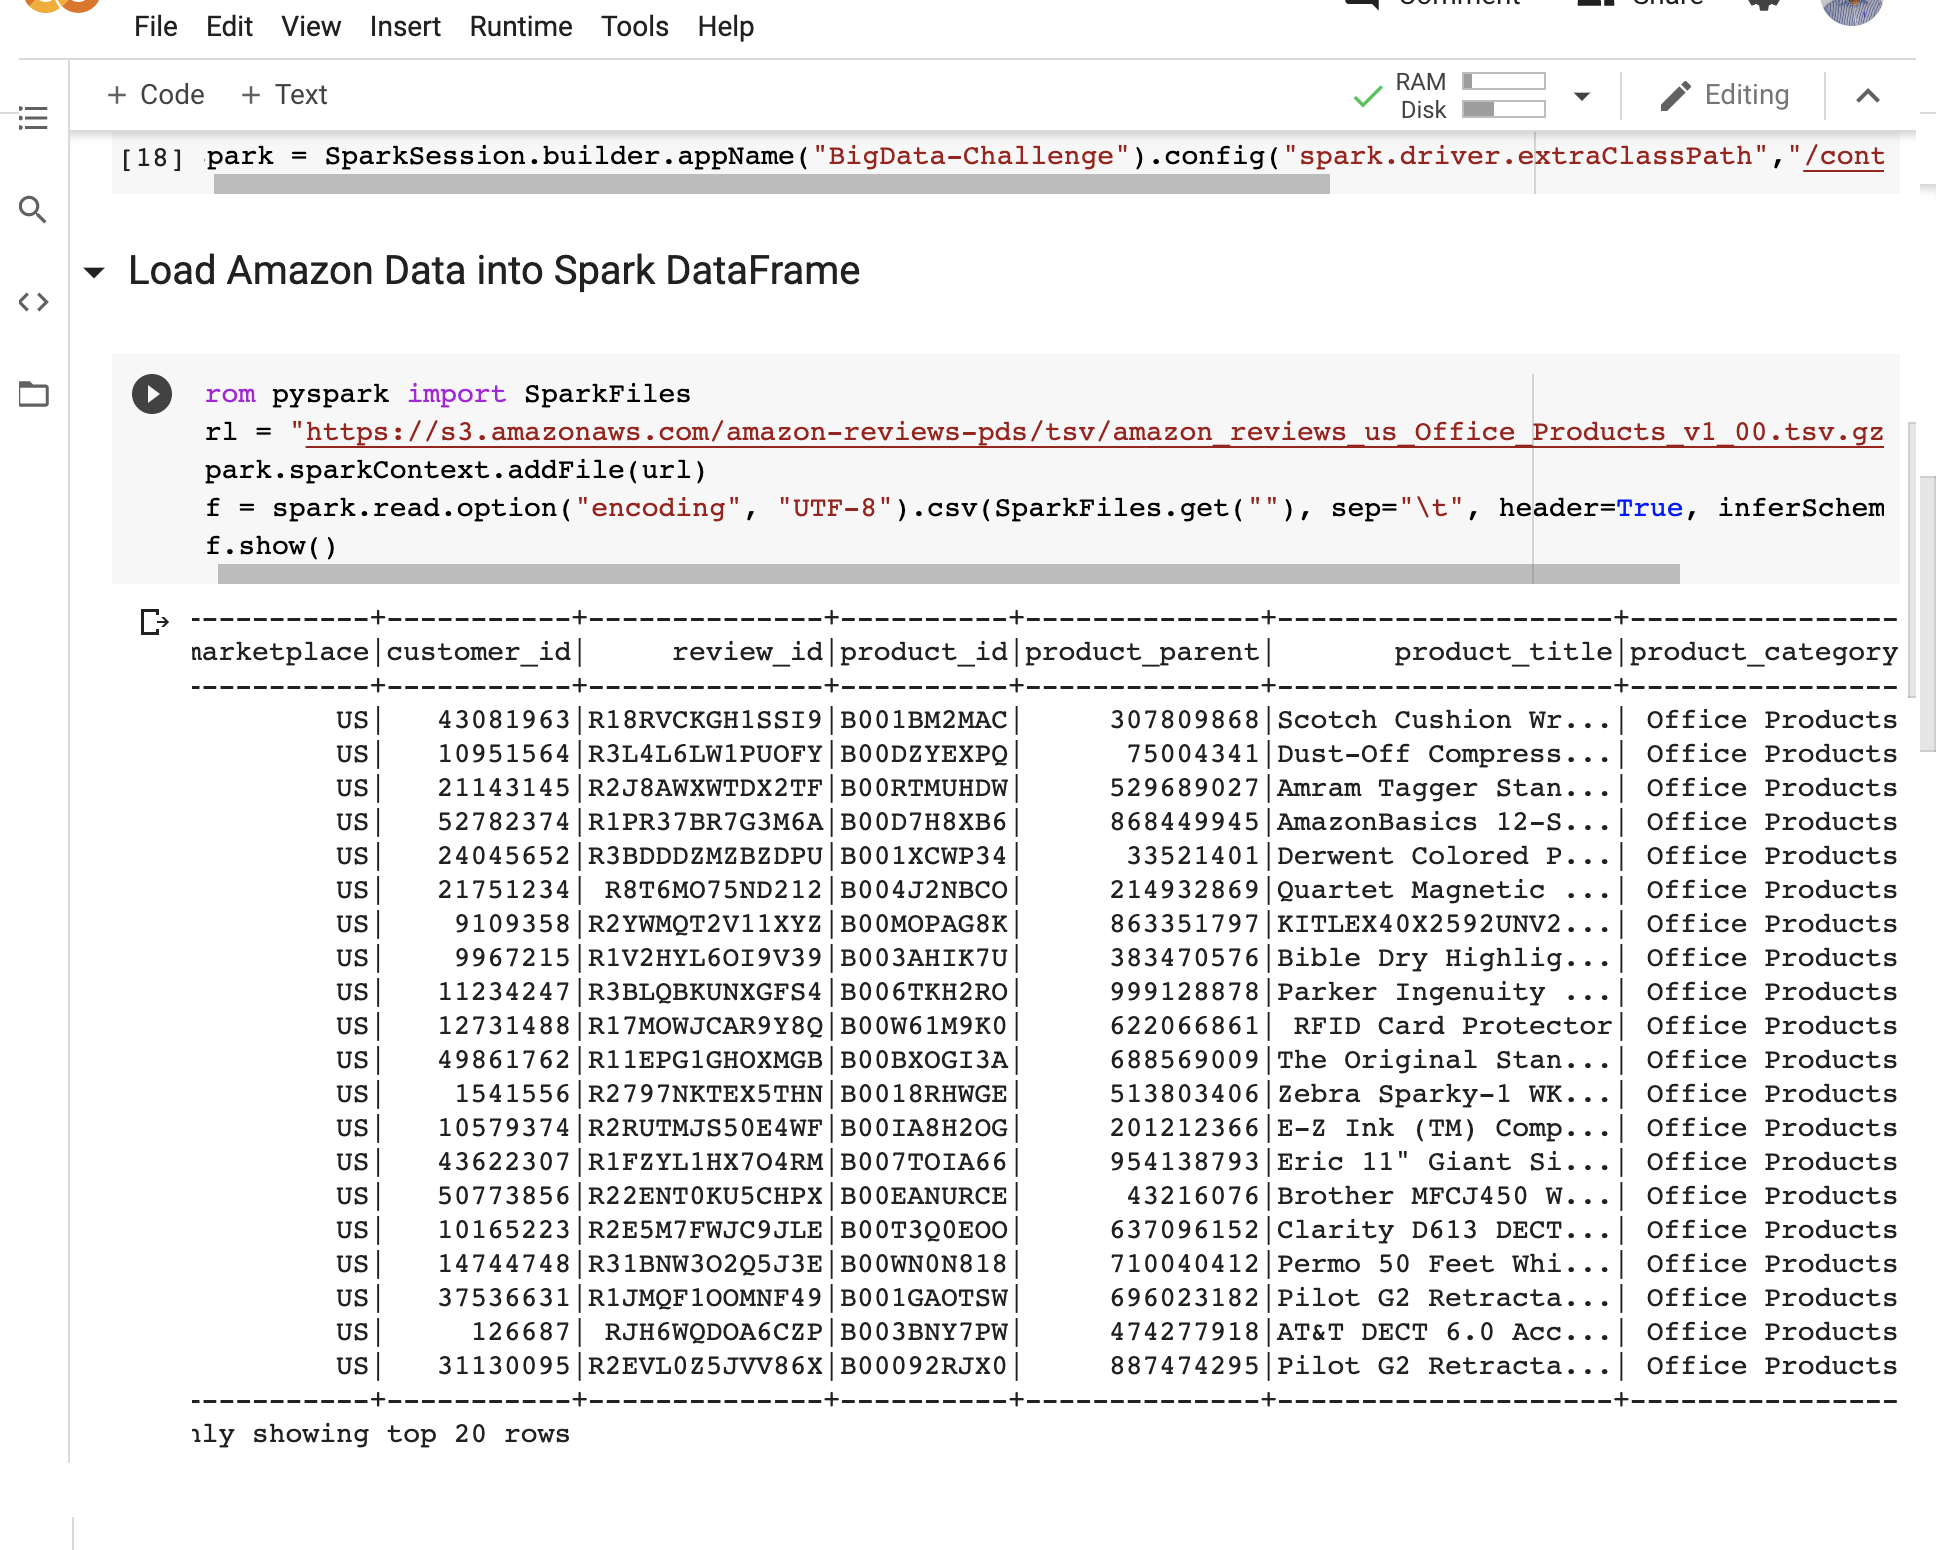 File Edit View Insert Runtime Tools Help
Comment Share
+ Code + Text
RAM
Disk
Editing
[18] park = SparkSession.builder.appName("BigData-Challenge").config("spark.driver.extraClassPath","/cont
Load Amazon Data into Spark DataFrame
rom pyspark import SparkFiles
rl = "https://s3.amazonaws.com/amazon-reviews-pds/tsv/amazon_reviews_us_Office_Products_v1_00.tsv.gz
park.sparkContext.addFile(url)
f = spark.read.option("encoding", "UTF-8").csv(SparkFiles.get(""), sep="\t", header=True, inferSchem
f.show()
-----------+-----------+--------------+----------+--------------+--------------------+----------------
marketplace|customer_id|     review_id|product_id|product_parent|       product_title|product_category
-----------+-----------+--------------+----------+--------------+--------------------+----------------
US|   43081963|R18RVCKGH1SSI9|B001BM2MAC|     307809868|Scotch Cushion Wr...| Office Products
US|   10951564|R3L4L6LW1PUOFY|B00DZYEXPQ|      75004341|Dust-Off Compress...| Office Products
US|   21143145|R2J8AWXWTDX2TF|B00RTMUHDW|     529689027|Amram Tagger Stan...| Office Products
US|   52782374|R1PR37BR7G3M6A|B00D7H8XB6|     868449945|AmazonBasics 12-S...| Office Products
US|   24045652|R3BDDDZMZBZDPU|B001XCWP34|      33521401|Derwent Colored P...| Office Products
US|   21751234| R8T6MO75ND212|B004J2NBCO|     214932869|Quartet Magnetic ...| Office Products
US|    9109358|R2YWMQT2V11XYZ|B00MOPAG8K|     863351797|KITLEX40X2592UNV2...| Office Products
US|    9967215|R1V2HYL6OI9V39|B003AHIK7U|     383470576|Bible Dry Highlig...| Office Products
US|   11234247|R3BLQBKUNXGFS4|B006TKH2RO|     999128878|Parker Ingenuity ...| Office Products
US|   12731488|R17MOWJCAR9Y8Q|B00W61M9K0|     622066861| RFID Card Protector| Office Products
US|   49861762|R11EPG1GHOXMGB|B00BXOGI3A|     688569009|The Original Stan...| Office Products
US|    1541556|R2797NKTEX5THN|B0018RHWGE|     513803406|Zebra Sparky-1 WK...| Office Products
US|   10579374|R2RUTMJS50E4WF|B00IA8H2OG|     201212366|E-Z Ink (TM) Comp...| Office Products
US|   43622307|R1FZYL1HX7O4RM|B007TOIA66|     954138793|Eric 11" Giant Si...| Office Products
US|   50773856|R22ENT0KU5CHPX|B00EANURCE|      43216076|Brother MFCJ450 W...| Office Products
US|   10165223|R2E5M7FWJC9JLE|B00T3Q0EOO|     637096152|Clarity D613 DECT...| Office Products
US|   14744748|R31BNW3O2Q5J3E|B00WN0N818|     710040412|Permo 50 Feet Whi...| Office Products
US|   37536631|R1JMQF1OOMNF49|B001GAOTSW|     696023182|Pilot G2 Retracta...| Office Products
US|     126687| RJH6WQDOA6CZP|B003BNY7PW|     474277918|AT&T DECT 6.0 Acc...| Office Products
US|   31130095|R2EVL0Z5JVV86X|B00092RJX0|     887474295|Pilot G2 Retracta...| Office Products
-----------+-----------+--------------+----------+--------------+--------------------+----------------
nly showing top 20 rows